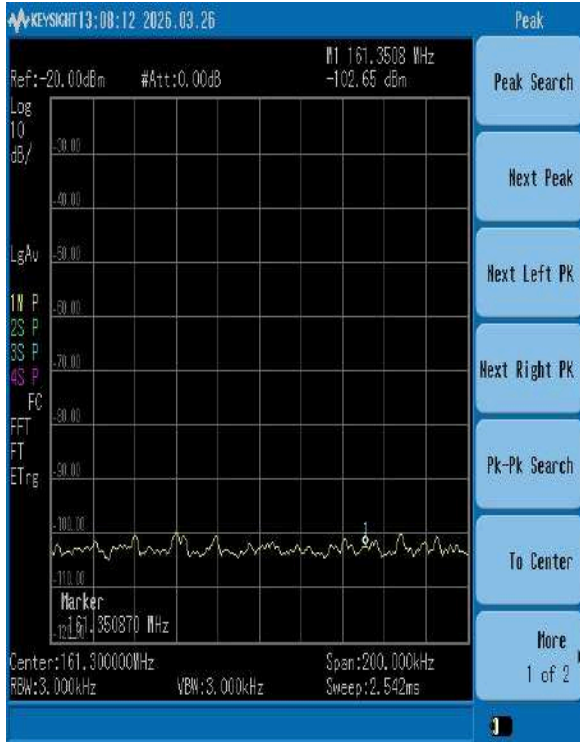 KEYSIGHT 13:08:12 2026.03.26
Peak
M1 161.3508 MHz
Ref:-20.00dBm #Att:0.00dB -102.65 dBm
Log
10
dB/
-30.00
-40.00
LgAv -50.00
1W P -60.00
2S P
3S P -70.00
4S P
FC -80.00
FFT
FT -90.00
ETrg
-100.00
1
-110.00
Marker
161.350870 MHz
Center:161.300000MHz Span:200.000kHz
RBW:3.000kHz VBW:3.000kHz Sweep:2.542ms
Peak Search
Next Peak
Next Left PK
Next Right PK
Pk-Pk Search
To Center
More
1 of 2